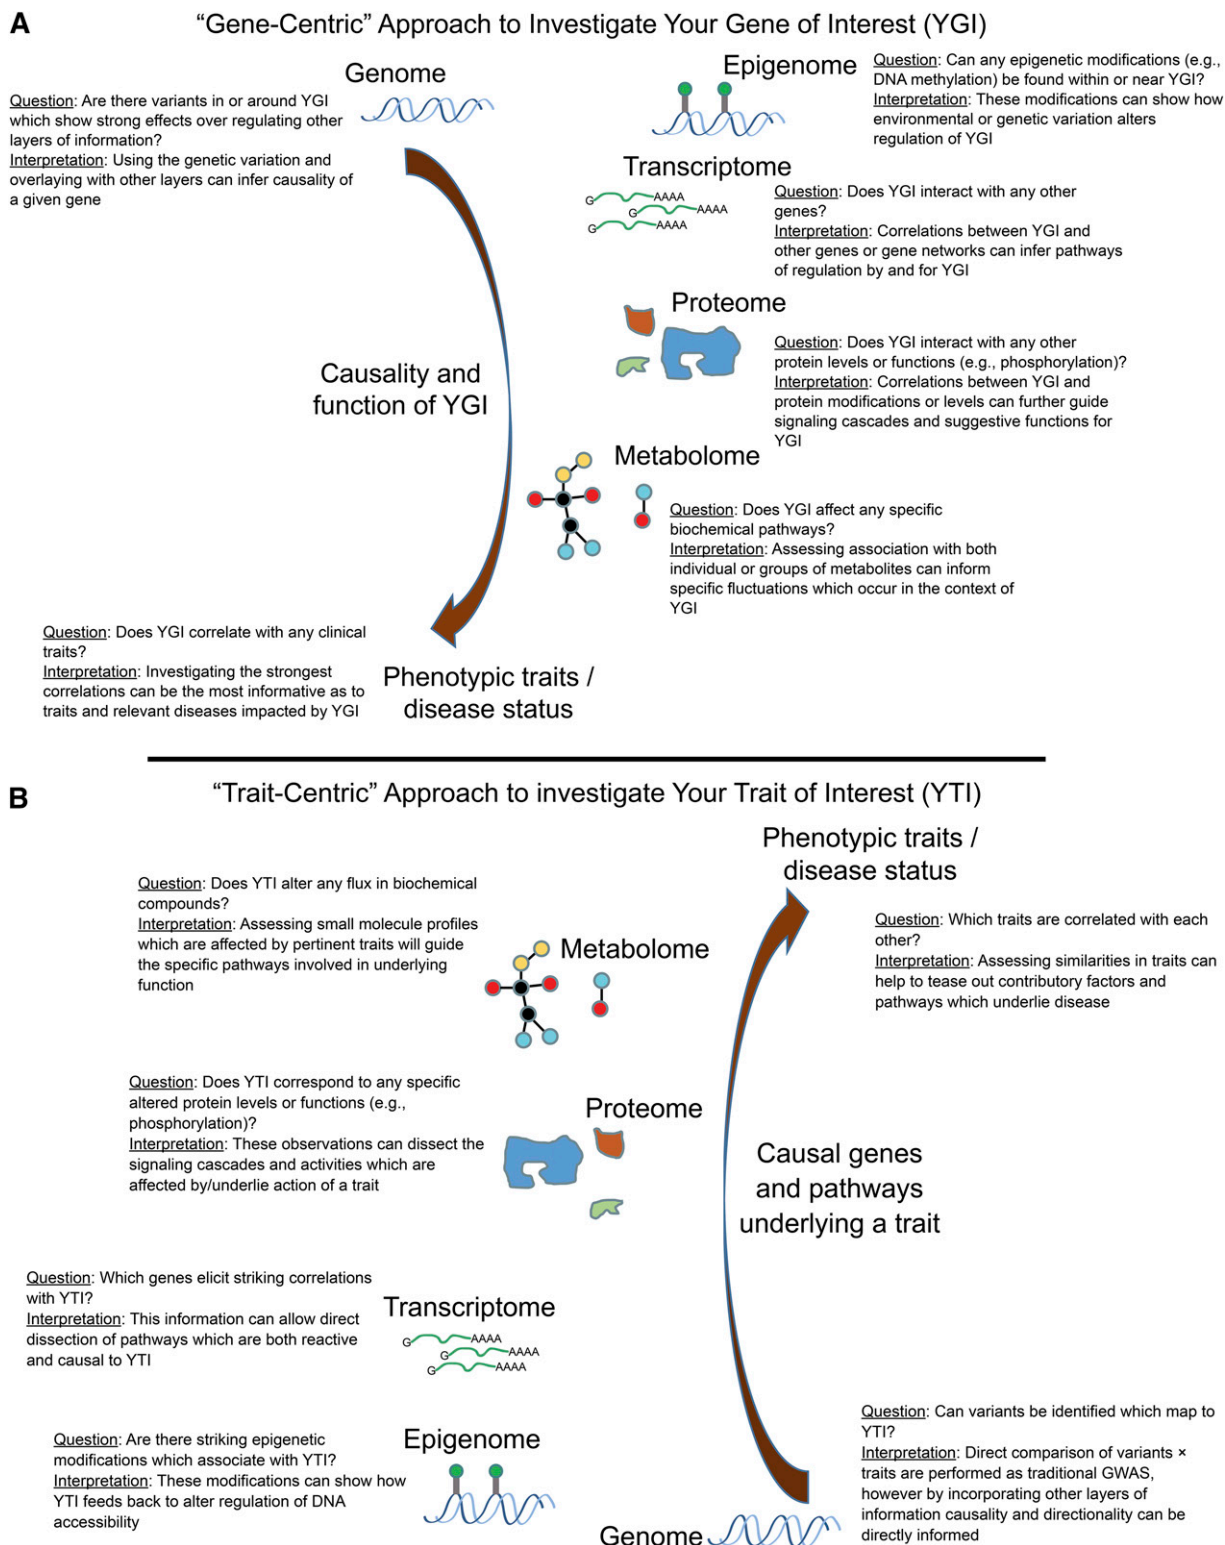 A
“Gene-Centric” Approach to Investigate Your Gene of Interest (YGI)
Genome
Question: Are there variants in or around YGI
which show strong effects over regulating other
layers of information?
Interpretation: Using the genetic variation and
overlaying with other layers can infer causality of
a given gene
Epigenome
Question: Can any epigenetic modifications (e.g.,
DNA methylation) be found within or near YGI?
Interpretation: These modifications can show how
environmental or genetic variation alters
regulation of YGI
Transcriptome
G AAAA
G AAAA
G AAAA
Question: Does YGI interact with any other
genes?
Interpretation: Correlations between YGI and
other genes or gene networks can infer pathways
of regulation by and for YGI
Proteome
Question: Does YGI interact with any other
protein levels or functions (e.g., phosphorylation)?
Interpretation: Correlations between YGI and
protein modifications or levels can further guide
signaling cascades and suggestive functions for
YGI
Causality and
function of YGI
Metabolome
Question: Does YGI affect any specific
biochemical pathways?
Interpretation: Assessing association with both
individual or groups of metabolites can inform
specific fluctuations which occur in the context of
YGI
Question: Does YGI correlate with any clinical
traits?
Interpretation: Investigating the strongest
correlations can be the most informative as to
traits and relevant diseases impacted by YGI
Phenotypic traits /
disease status
B
“Trait-Centric” Approach to investigate Your Trait of Interest (YTI)
Phenotypic traits /
disease status
Question: Which traits are correlated with each
other?
Interpretation: Assessing similarities in traits can
help to tease out contributory factors and
pathways which underlie disease
Question: Does YTI alter any flux in biochemical
compounds?
Interpretation: Assessing small molecule profiles
which are affected by pertinent traits will guide
the specific pathways involved in underlying
function
Metabolome
Question: Does YTI correspond to any specific
altered protein levels or functions (e.g.,
phosphorylation)?
Interpretation: These observations can dissect the
signaling cascades and activities which are
affected by/underlie action of a trait
Proteome
Causal genes
and pathways
underlying a trait
Question: Which genes elicit striking correlations
with YTI?
Interpretation: This information can allow direct
dissection of pathways which are both reactive
and causal to YTI
Transcriptome
G AAAA
G AAAA
G AAAA
Question: Are there striking epigenetic
modifications which associate with YTI?
Interpretation: These modifications can show how
YTI feeds back to alter regulation of DNA
accessibility
Epigenome
Genome
Question: Can variants be identified which map to
YTI?
Interpretation: Direct comparison of variants ×
traits are performed as traditional GWAS,
however by incorporating other layers of
information causality and directionality can be
directly informed